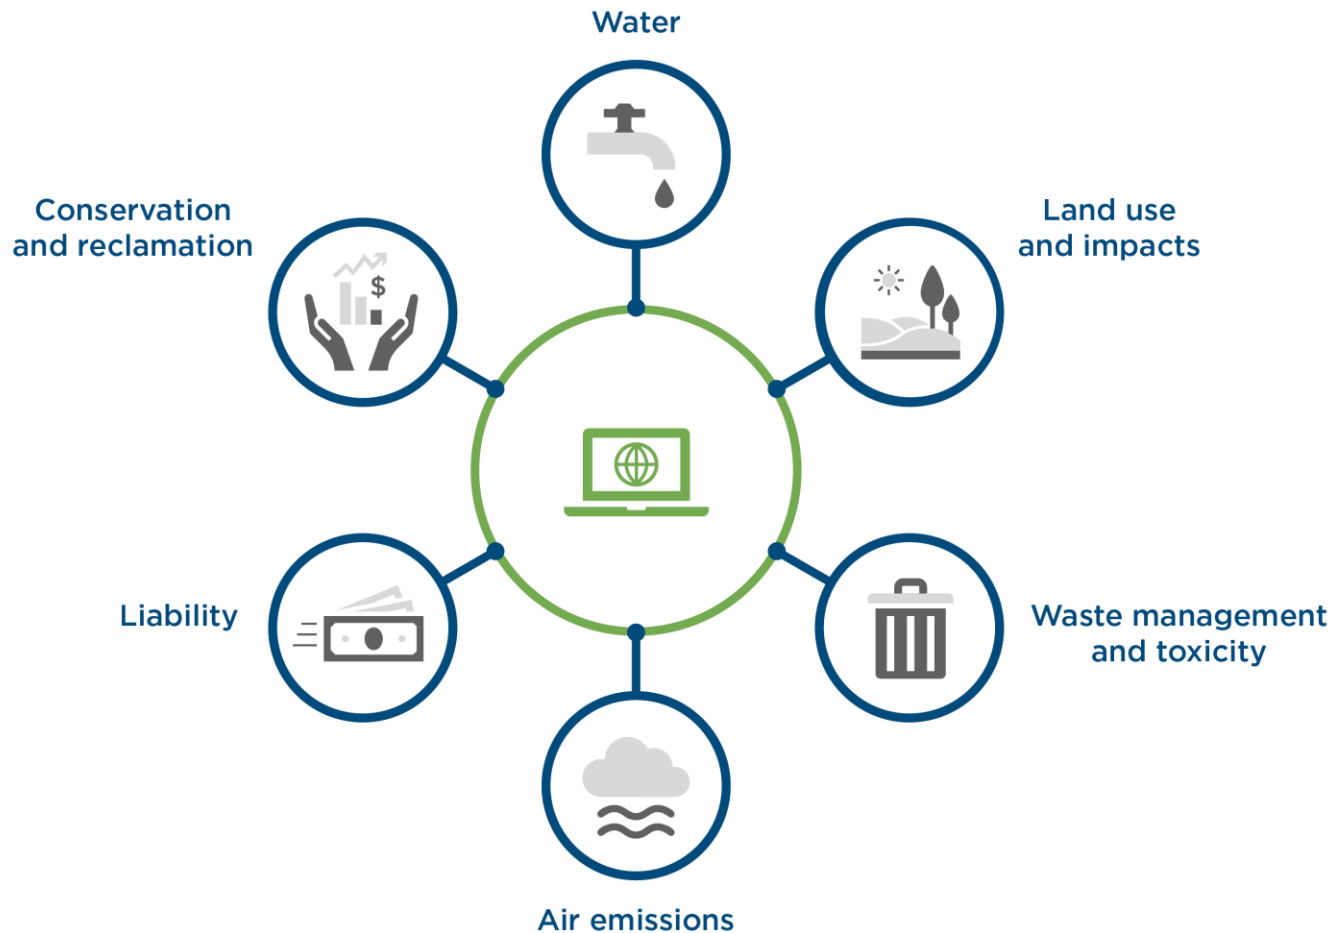 Water
Conservation
and reclamation
Land use
and impacts
$
Liability
Waste management
and toxicity
Air emissions